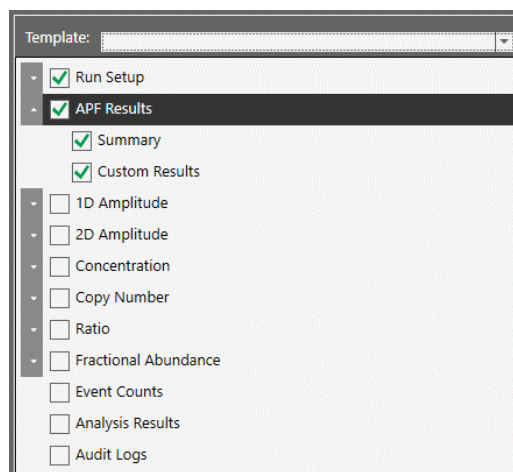 Template:
Run Setup
APF Results
Summary
Custom Results
1D Amplitude
2D Amplitude
Concentration
Copy Number
Ratio
Fractional Abundance
Event Counts
Analysis Results
Audit Logs